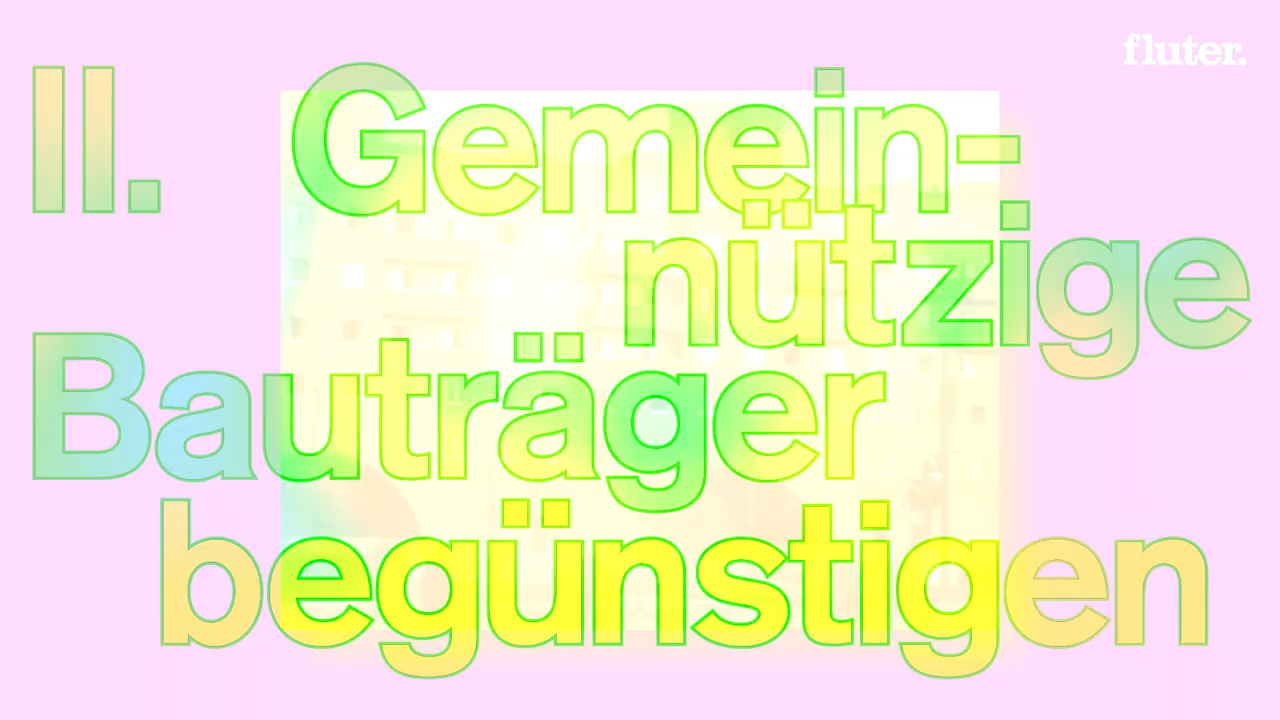 fluter.
II. Gemein-
nützige
Bauträger
begünstigen